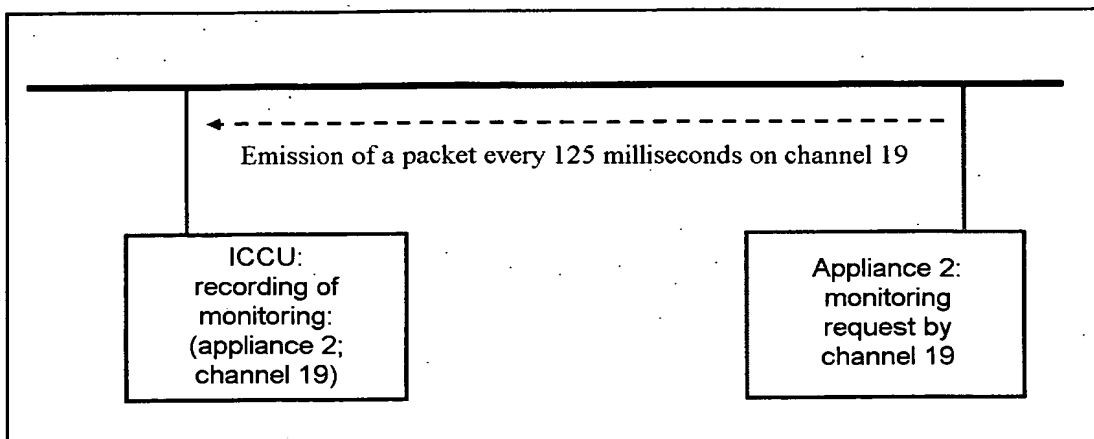 Emission of a packet every 125 milliseconds on channel 19
ICCU:
recording of
monitoring:
(appliance 2;
channel 19)
Appliance 2:
monitoring
request by
channel 19